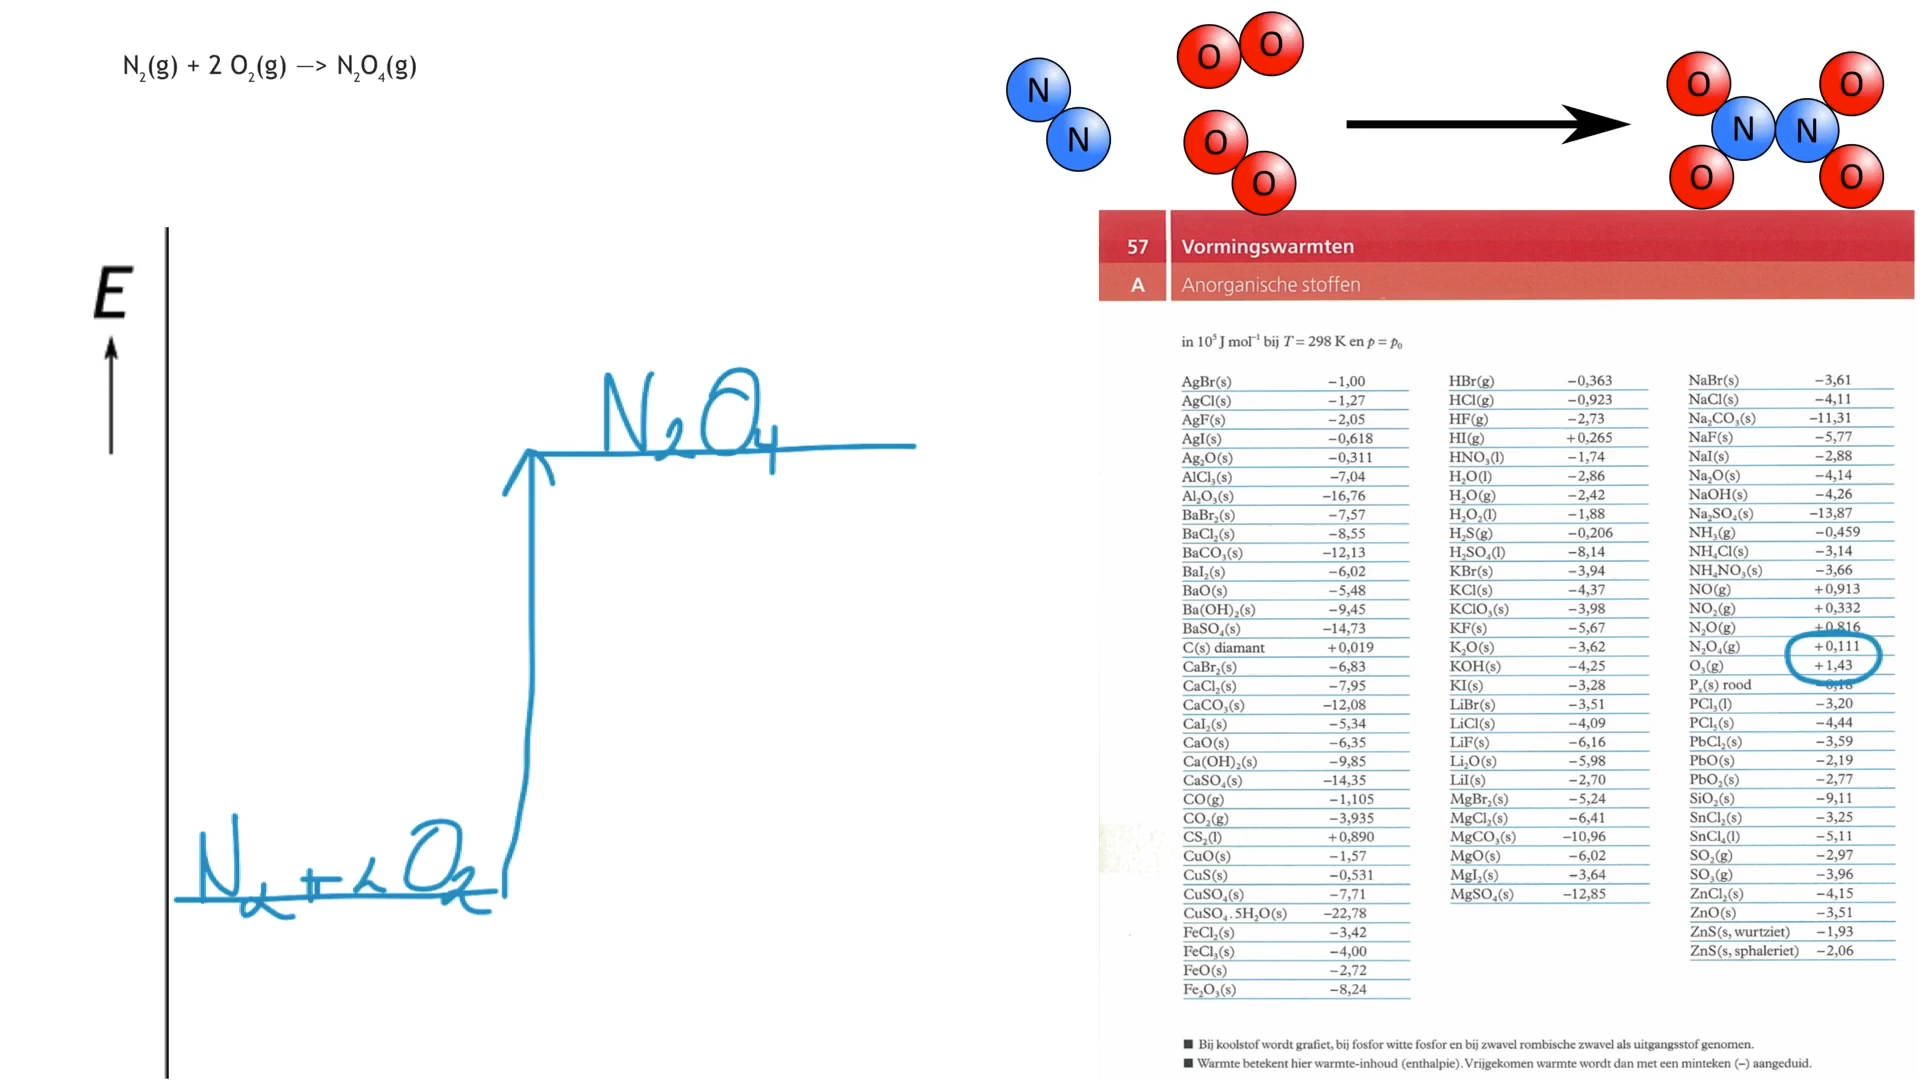 N₂(g) + 2 O₂(g) —> N₂O₄(g)
N
N
O
O
O
O
O
O
N
N
O
O
E
N₂O₄
N₂ + 2 O₂
57 Vormingswarmten
A Anorganische stoffen
in 10⁵ J mol⁻¹ bij T = 298 K en p = p₀
AgBr(s) −1,00
AgCl(s) −1,27
AgF(s) −2,05
AgI(s) −0,618
Ag₂O(s) −0,311
AlCl₃(s) −7,04
Al₂O₃(s) −16,76
BaBr₂(s) −7,57
BaCl₂(s) −8,55
BaCO₃(s) −12,13
BaI₂(s) −6,02
BaO(s) −5,48
Ba(OH)₂(s) −9,45
BaSO₄(s) −14,73
C(s) diamant +0,019
CaBr₂(s) −6,83
CaCl₂(s) −7,95
CaCO₃(s) −12,08
CaI₂(s) −5,34
CaO(s) −6,35
Ca(OH)₂(s) −9,85
CaSO₄(s) −14,35
CO(g) −1,105
CO₂(g) −3,935
CS₂(l) +0,890
CuO(s) −1,57
CuS(s) −0,531
CuSO₄(s) −7,71
CuSO₄.5H₂O(s) −22,78
FeCl₂(s) −3,42
FeCl₃(s) −4,00
FeO(s) −2,72
Fe₂O₃(s) −8,24
HBr(g) −0,363
HCl(g) −0,923
HF(g) −2,73
HI(g) +0,265
HNO₃(l) −1,74
H₂O(l) −2,86
H₂O(g) −2,42
H₂O₂(l) −1,88
H₂S(g) −0,206
H₂SO₄(l) −8,14
KBr(s) −3,94
KCl(s) −4,37
KClO₃(s) −3,98
KF(s) −5,67
K₂O(s) −3,62
KOH(s) −4,25
KI(s) −3,28
LiBr(s) −3,51
LiCl(s) −4,09
LiF(s) −6,16
Li₂O(s) −5,98
LiI(s) −2,70
MgBr₂(s) −5,24
MgCl₂(s) −6,41
MgCO₃(s) −10,96
MgO(s) −6,02
MgI₂(s) −3,64
MgSO₄(s) −12,85
NaBr(s) −3,61
NaCl(s) −4,11
Na₂CO₃(s) −11,31
NaF(s) −5,77
NaI(s) −2,88
Na₂O(s) −4,14
NaOH(s) −4,26
Na₂SO₄(s) −13,87
NH₃(g) −0,459
NH₄Cl(s) −3,14
NH₄NO₃(s) −3,66
NO(g) +0,913
NO₂(g) +0,332
N₂O(g) +0,816
N₂O₄(g) +0,111
O₃(g) +1,43
Pₓ(s) rood −0,18
PCl₃(l) −3,20
PCl₅(s) −4,44
PbCl₂(s) −3,59
PbO(s) −2,19
PbO₂(s) −2,77
SiO₂(s) −9,11
SnCl₂(s) −3,25
SnCl₄(l) −5,11
SO₂(g) −2,97
SO₃(g) −3,96
ZnCl₂(s) −4,15
ZnO(s) −3,51
ZnS(s, wurtziet) −1,93
ZnS(s, sphaleriet) −2,06
■ Bij koolstof wordt grafiet, bij fosfor witte fosfor en bij zwavel rombische zwavel als uitgangsstof genomen.
■ Warmte betekent hier warmte-inhoud (enthalpie). Vrijgekomen warmte wordt dan met een minteken (−) aangeduid.